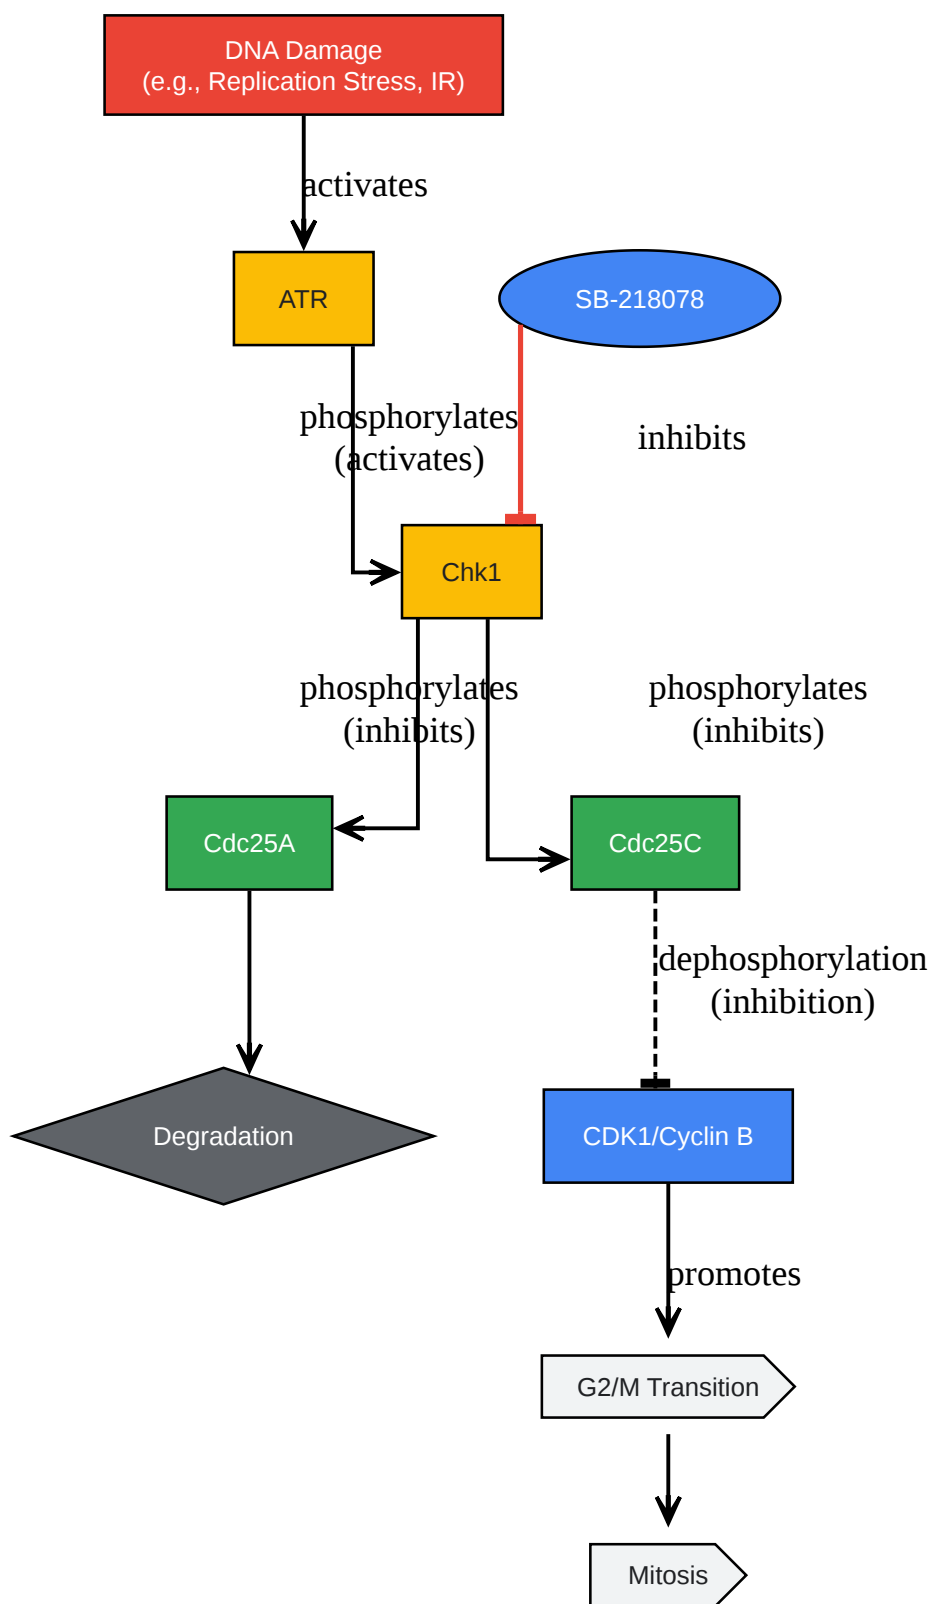 DNA Damage
(e.g., Replication Stress, IR)
activates
ATR
SB-218078
phosphorylates
(activates)
inhibits
Chk1
phosphorylates
(inhibits)
phosphorylates
(inhibits)
Cdc25A
Cdc25C
dephosphorylation
(inhibition)
Degradation
CDK1/Cyclin B
promotes
G2/M Transition
Mitosis